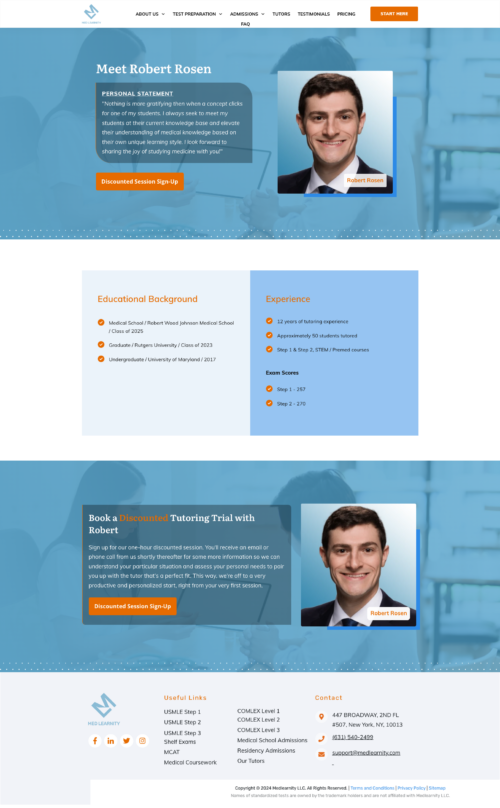 ABOUT US TEST PREPARATION ADMISSIONS TUTORS TESTIMONIALS PRICING
FAQ
START HERE
MED LEARNITY
Meet Robert Rosen
PERSONAL STATEMENT
"Nothing is more gratifying then when a concept clicks
for one of my students. I always seek to meet my
students at their current knowledge base and elevate
their understanding of medical knowledge based on
their own unique learning style. I look forward to
sharing the joy of studying medicine with you!"
Discounted Session Sign-Up
Robert Rosen
Educational Background
Medical School / Robert Wood Johnson Medical School
/ Class of 2025
Graduate / Rutgers University / Class of 2023
Undergraduate / University of Maryland / 2017
Experience
12 years of tutoring experience
Approximately 50 students tutored
Step 1 & Step 2, STEM / Premed courses
Exam Scores
Step 1 - 257
Step 2 - 270
Book a Discounted Tutoring Trial with
Robert
Sign up for our one-hour discounted session. You'll receive an email or
phone call from us shortly thereafter for some more information so we can
understand your particular situation and assess your personal needs to pair
you up with the tutor that's a perfect fit. This way, we're off to a very
productive and personalized start, right from your very first session.
Discounted Session Sign-Up
Robert Rosen
MED LEARNITY
Useful Links
USMLE Step 1
USMLE Step 2
USMLE Step 3
Shelf Exams
MCAT
Medical Coursework
COMLEX Level 1
COMLEX Level 2
COMLEX Level 3
Medical School Admissions
Residency Admissions
Our Tutors
Contact
447 BROADWAY, 2ND FL
#507, New York, NY, 10013
(631) 540-2499
support@medlearnity.com
Copyright © 2024 Medlearnity LLC. All Rights Reserved. | Terms and Conditions | Privacy Policy | Sitemap
Names of standardized tests are owned by the trademark holders and are not affiliated with Medlearnity LLC.